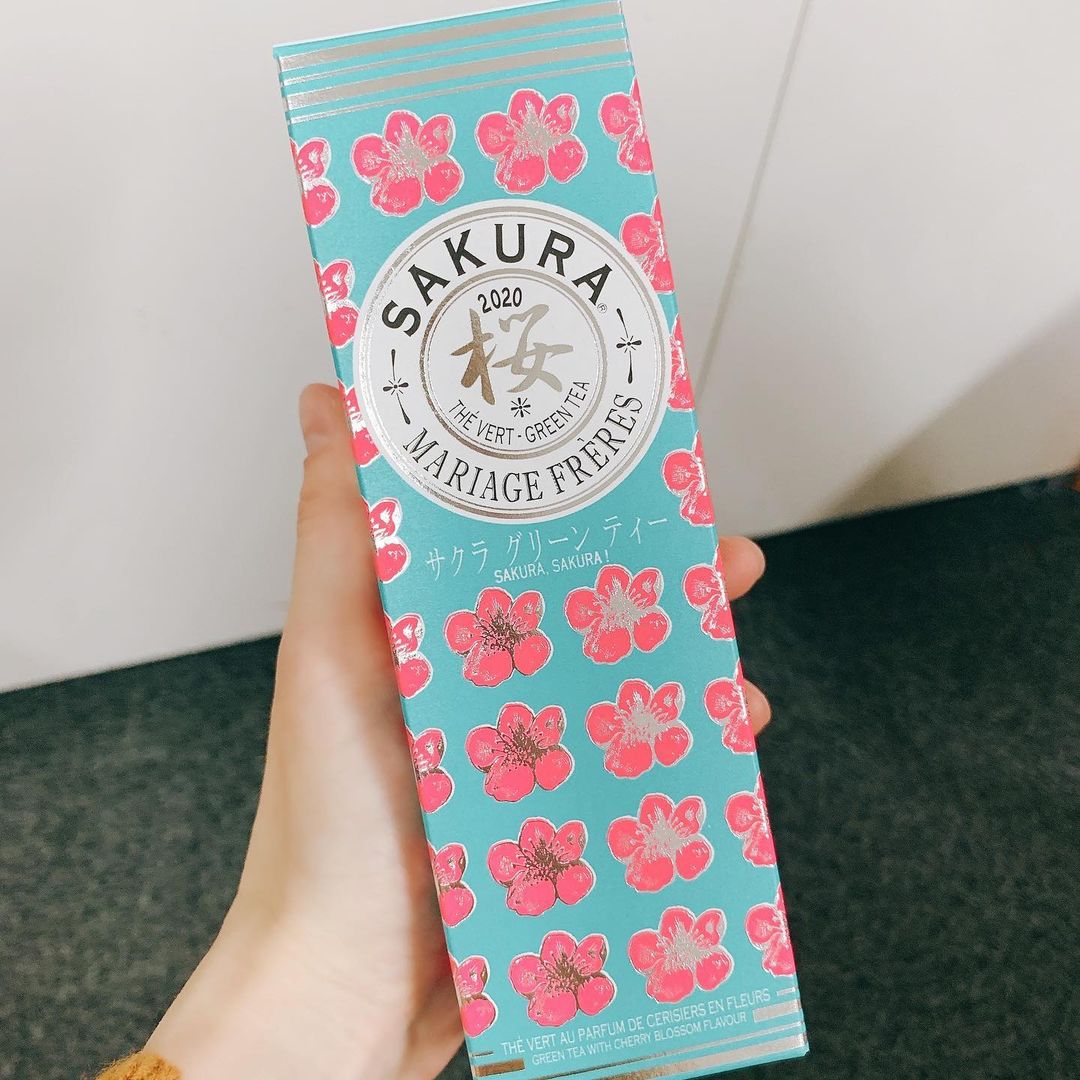 SAKURA®
2020
桜
THÉ VERT - GREEN TEA
MARIAGE FRÈRES
サクラ グリーン ティー
SAKURA, SAKURA !
THÉ VERT AU PARFUM DE CERISIERS EN FLEURS
GREEN TEA WITH CHERRY BLOSSOM FLAVOUR